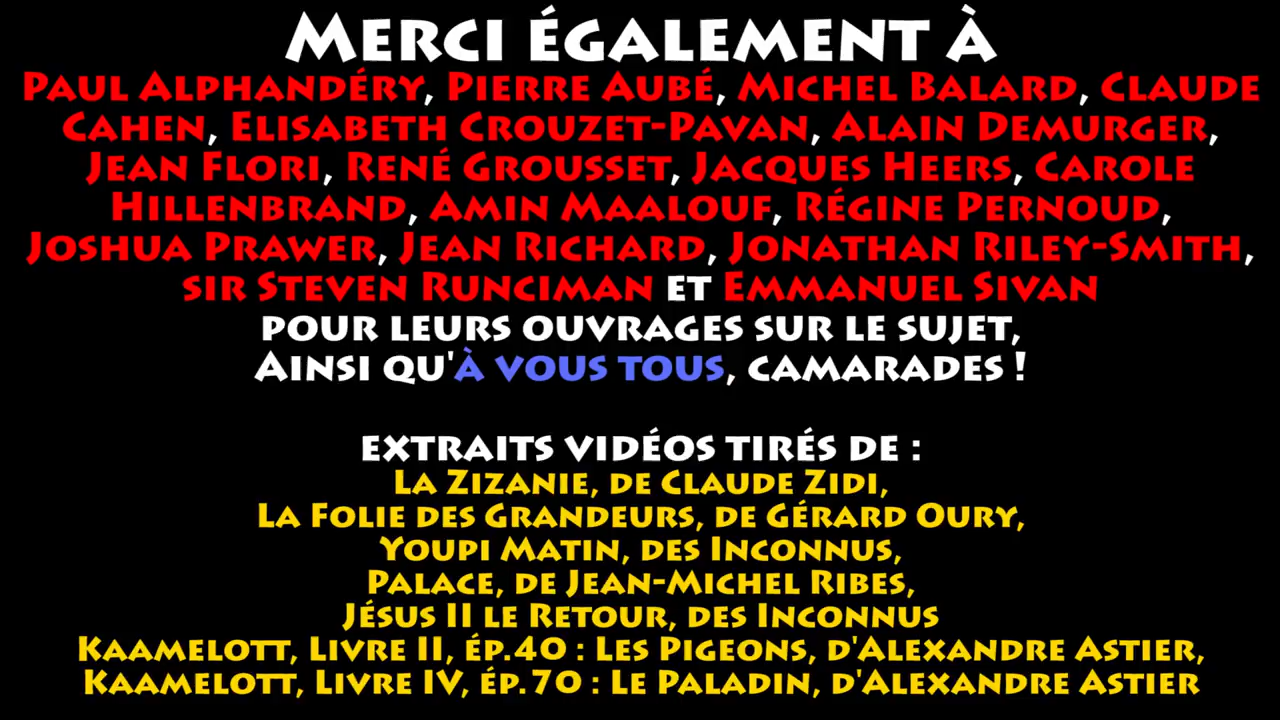 Merci également à
Paul Alphandéry, Pierre Aubé, Michel Balard, Claude
Cahen, Elisabeth Crouzet-Pavan, Alain Demurger,
Jean Flori, René Grousset, Jacques Heers, Carole
Hillenbrand, Amin Maalouf, Régine Pernoud,
Joshua Prawer, Jean Richard, Jonathan Riley-Smith,
sir Steven Runciman et Emmanuel Sivan
pour leurs ouvrages sur le sujet,
Ainsi qu'à vous tous, camarades !
extraits vidéos tirés de :
La Zizanie, de Claude Zidi,
La Folie des Grandeurs, de Gérard Oury,
Youpi Matin, des Inconnus,
Palace, de Jean-Michel Ribes,
Jésus II le Retour, des Inconnus
Kaamelott, Livre II, ép.40 : Les Pigeons, d'Alexandre Astier,
Kaamelott, Livre IV, ép.70 : Le Paladin, d'Alexandre Astier